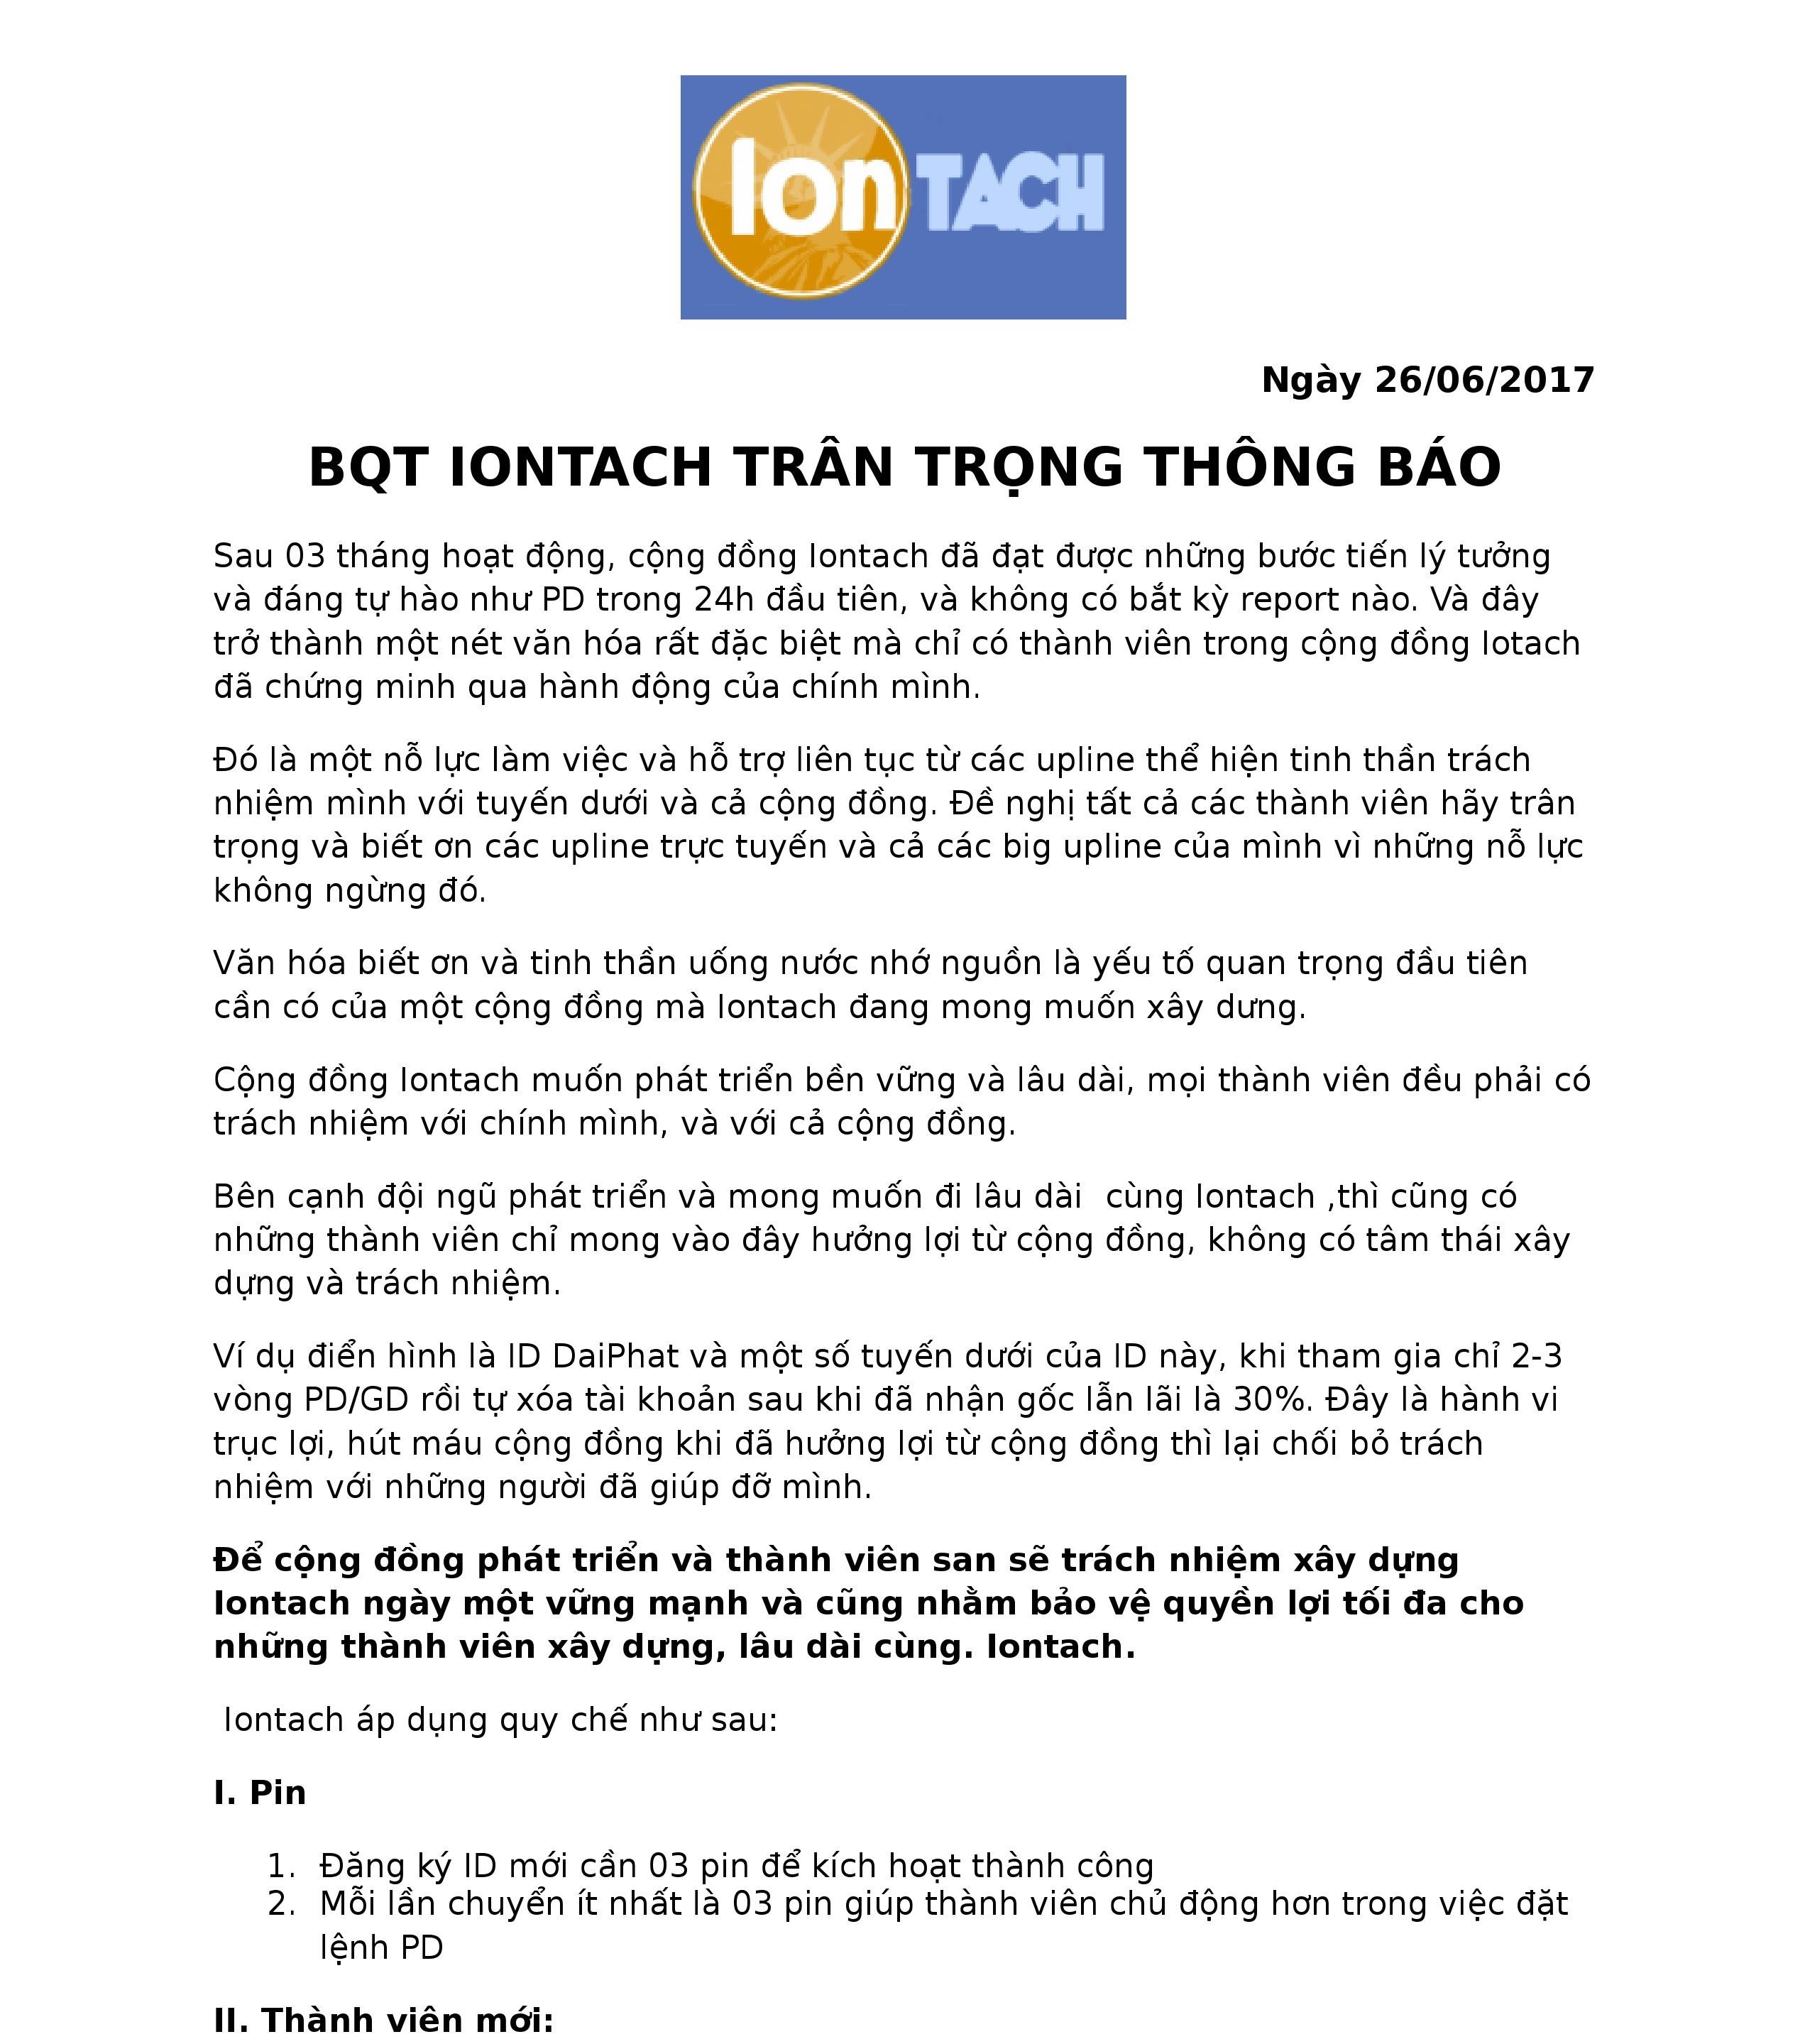 Ion TACH
Ngày 26/06/2017
BQT IONTACH TRÂN TRỌNG THÔNG BÁO
Sau 03 tháng hoạt động, cộng đồng Iontach đã đạt được những bước tiến lý tưởng
và đáng tự hào như PD trong 24h đầu tiên, và không có bắt kỳ report nào. Và đây
trở thành một nét văn hóa rất đặc biệt mà chỉ có thành viên trong cộng đồng Iotach
đã chứng minh qua hành động của chính mình.
Đó là một nỗ lực làm việc và hỗ trợ liên tục từ các upline thể hiện tinh thần trách
nhiệm mình với tuyến dưới và cả cộng đồng. Đề nghị tất cả các thành viên hãy trân
trọng và biết ơn các upline trực tuyến và cả các big upline của mình vì những nỗ lực
không ngừng đó.
Văn hóa biết ơn và tinh thần uống nước nhớ nguồn là yếu tố quan trọng đầu tiên
cần có của một cộng đồng mà Iontach đang mong muốn xây dưng.
Cộng đồng Iontach muốn phát triển bền vững và lâu dài, mọi thành viên đều phải có
trách nhiệm với chính mình, và với cả cộng đồng.
Bên cạnh đội ngũ phát triển và mong muốn đi lâu dài  cùng Iontach ,thì cũng có
những thành viên chỉ mong vào đây hưởng lợi từ cộng đồng, không có tâm thái xây
dựng và trách nhiệm.
Ví dụ điển hình là ID DaiPhat và một số tuyến dưới của ID này, khi tham gia chỉ 2-3
vòng PD/GD rồi tự xóa tài khoản sau khi đã nhận gốc lẫn lãi là 30%. Đây là hành vi
trục lợi, hút máu cộng đồng khi đã hưởng lợi từ cộng đồng thì lại chối bỏ trách
nhiệm với những người đã giúp đỡ mình.
Để cộng đồng phát triển và thành viên san sẽ trách nhiệm xây dựng
Iontach ngày một vững mạnh và cũng nhằm bảo vệ quyền lợi tối đa cho
những thành viên xây dựng, lâu dài cùng. Iontach.
Iontach áp dụng quy chế như sau:
I. Pin
1. Đăng ký ID mới cần 03 pin để kích hoạt thành công
2. Mỗi lần chuyển ít nhất là 03 pin giúp thành viên chủ động hơn trong việc đặt
lệnh PD
II. Thành viên mới: